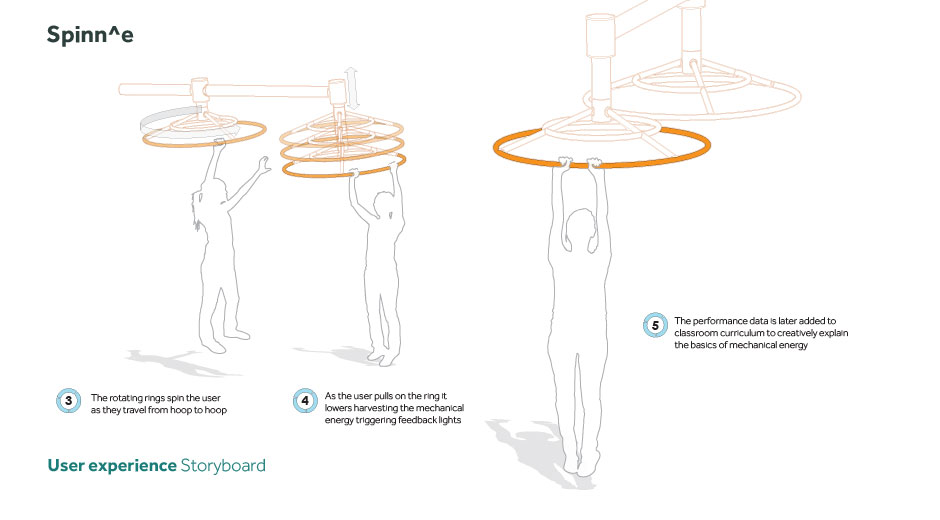 Spinn^e
3
The rotating rings spin the user
as they travel from hoop to hoop
4
As the user pulls on the ring it
lowers harvesting the mechanical
energy triggering feedback lights
5
The performance data is later added to
classroom curriculum to creatively explain
the basics of mechanical energy
User experience Storyboard